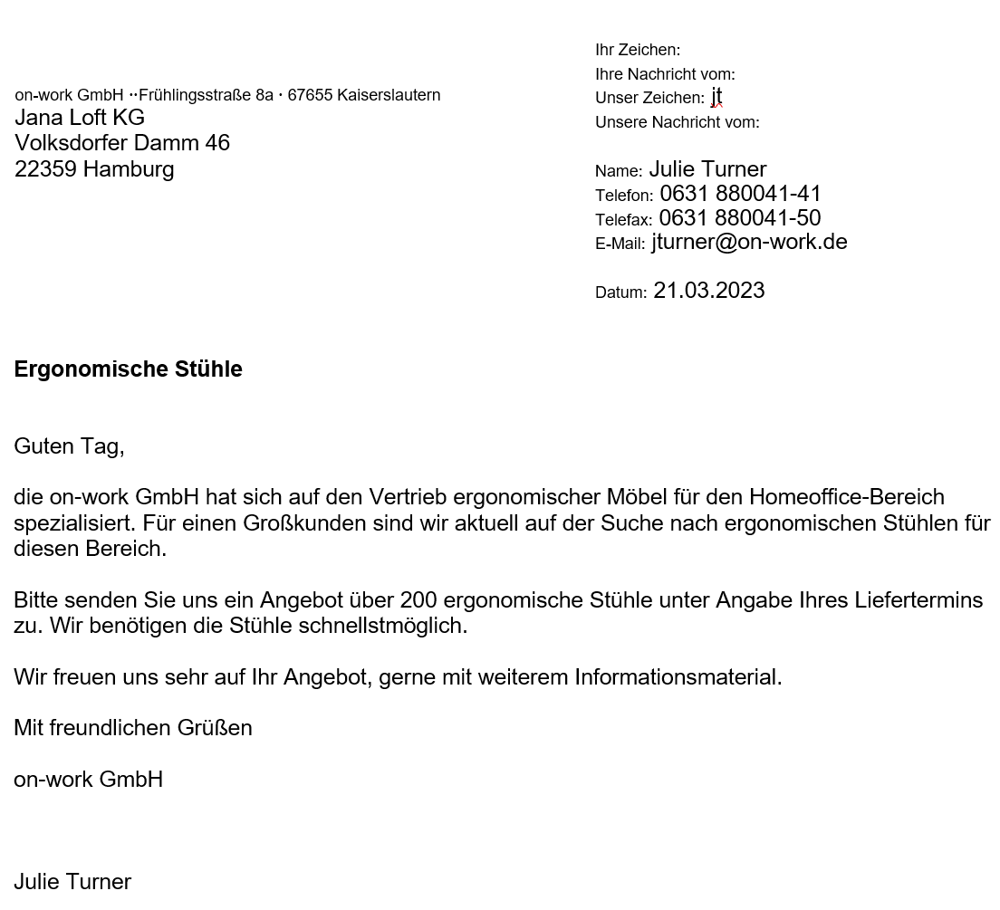 Ihr Zeichen:
Ihre Nachricht vom:
Unser Zeichen: jt
Unsere Nachricht vom:
on-work GmbH ··Frühlingsstraße 8a · 67655 Kaiserslautern
Jana Loft KG
Volksdorfer Damm 46
22359 Hamburg
Name: Julie Turner
Telefon: 0631 880041-41
Telefax: 0631 880041-50
E-Mail: jturner@on-work.de
Datum: 21.03.2023
Ergonomische Stühle
Guten Tag,
die on-work GmbH hat sich auf den Vertrieb ergonomischer Möbel für den Homeoffice-Bereich
spezialisiert. Für einen Großkunden sind wir aktuell auf der Suche nach ergonomischen Stühlen für
diesen Bereich.
Bitte senden Sie uns ein Angebot über 200 ergonomische Stühle unter Angabe Ihres Liefertermins
zu. Wir benötigen die Stühle schnellstmöglich.
Wir freuen uns sehr auf Ihr Angebot, gerne mit weiterem Informationsmaterial.
Mit freundlichen Grüßen
on-work GmbH
Julie Turner